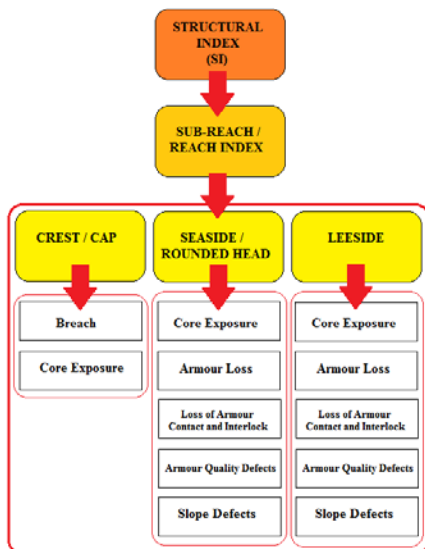 STRUCTURAL
INDEX
(SI)
SUB-REACH /
REACH INDEX
CREST / CAP
SEASIDE /
ROUNDED HEAD
LEESIDE
Breach
Core Exposure
Core Exposure
Armour Loss
Loss of Armour
Contact and Interlock
Armour Quality Defects
Slope Defects
Core Exposure
Armour Loss
Loss of Armour
Contact and Interlock
Armour Quality Defects
Slope Defects